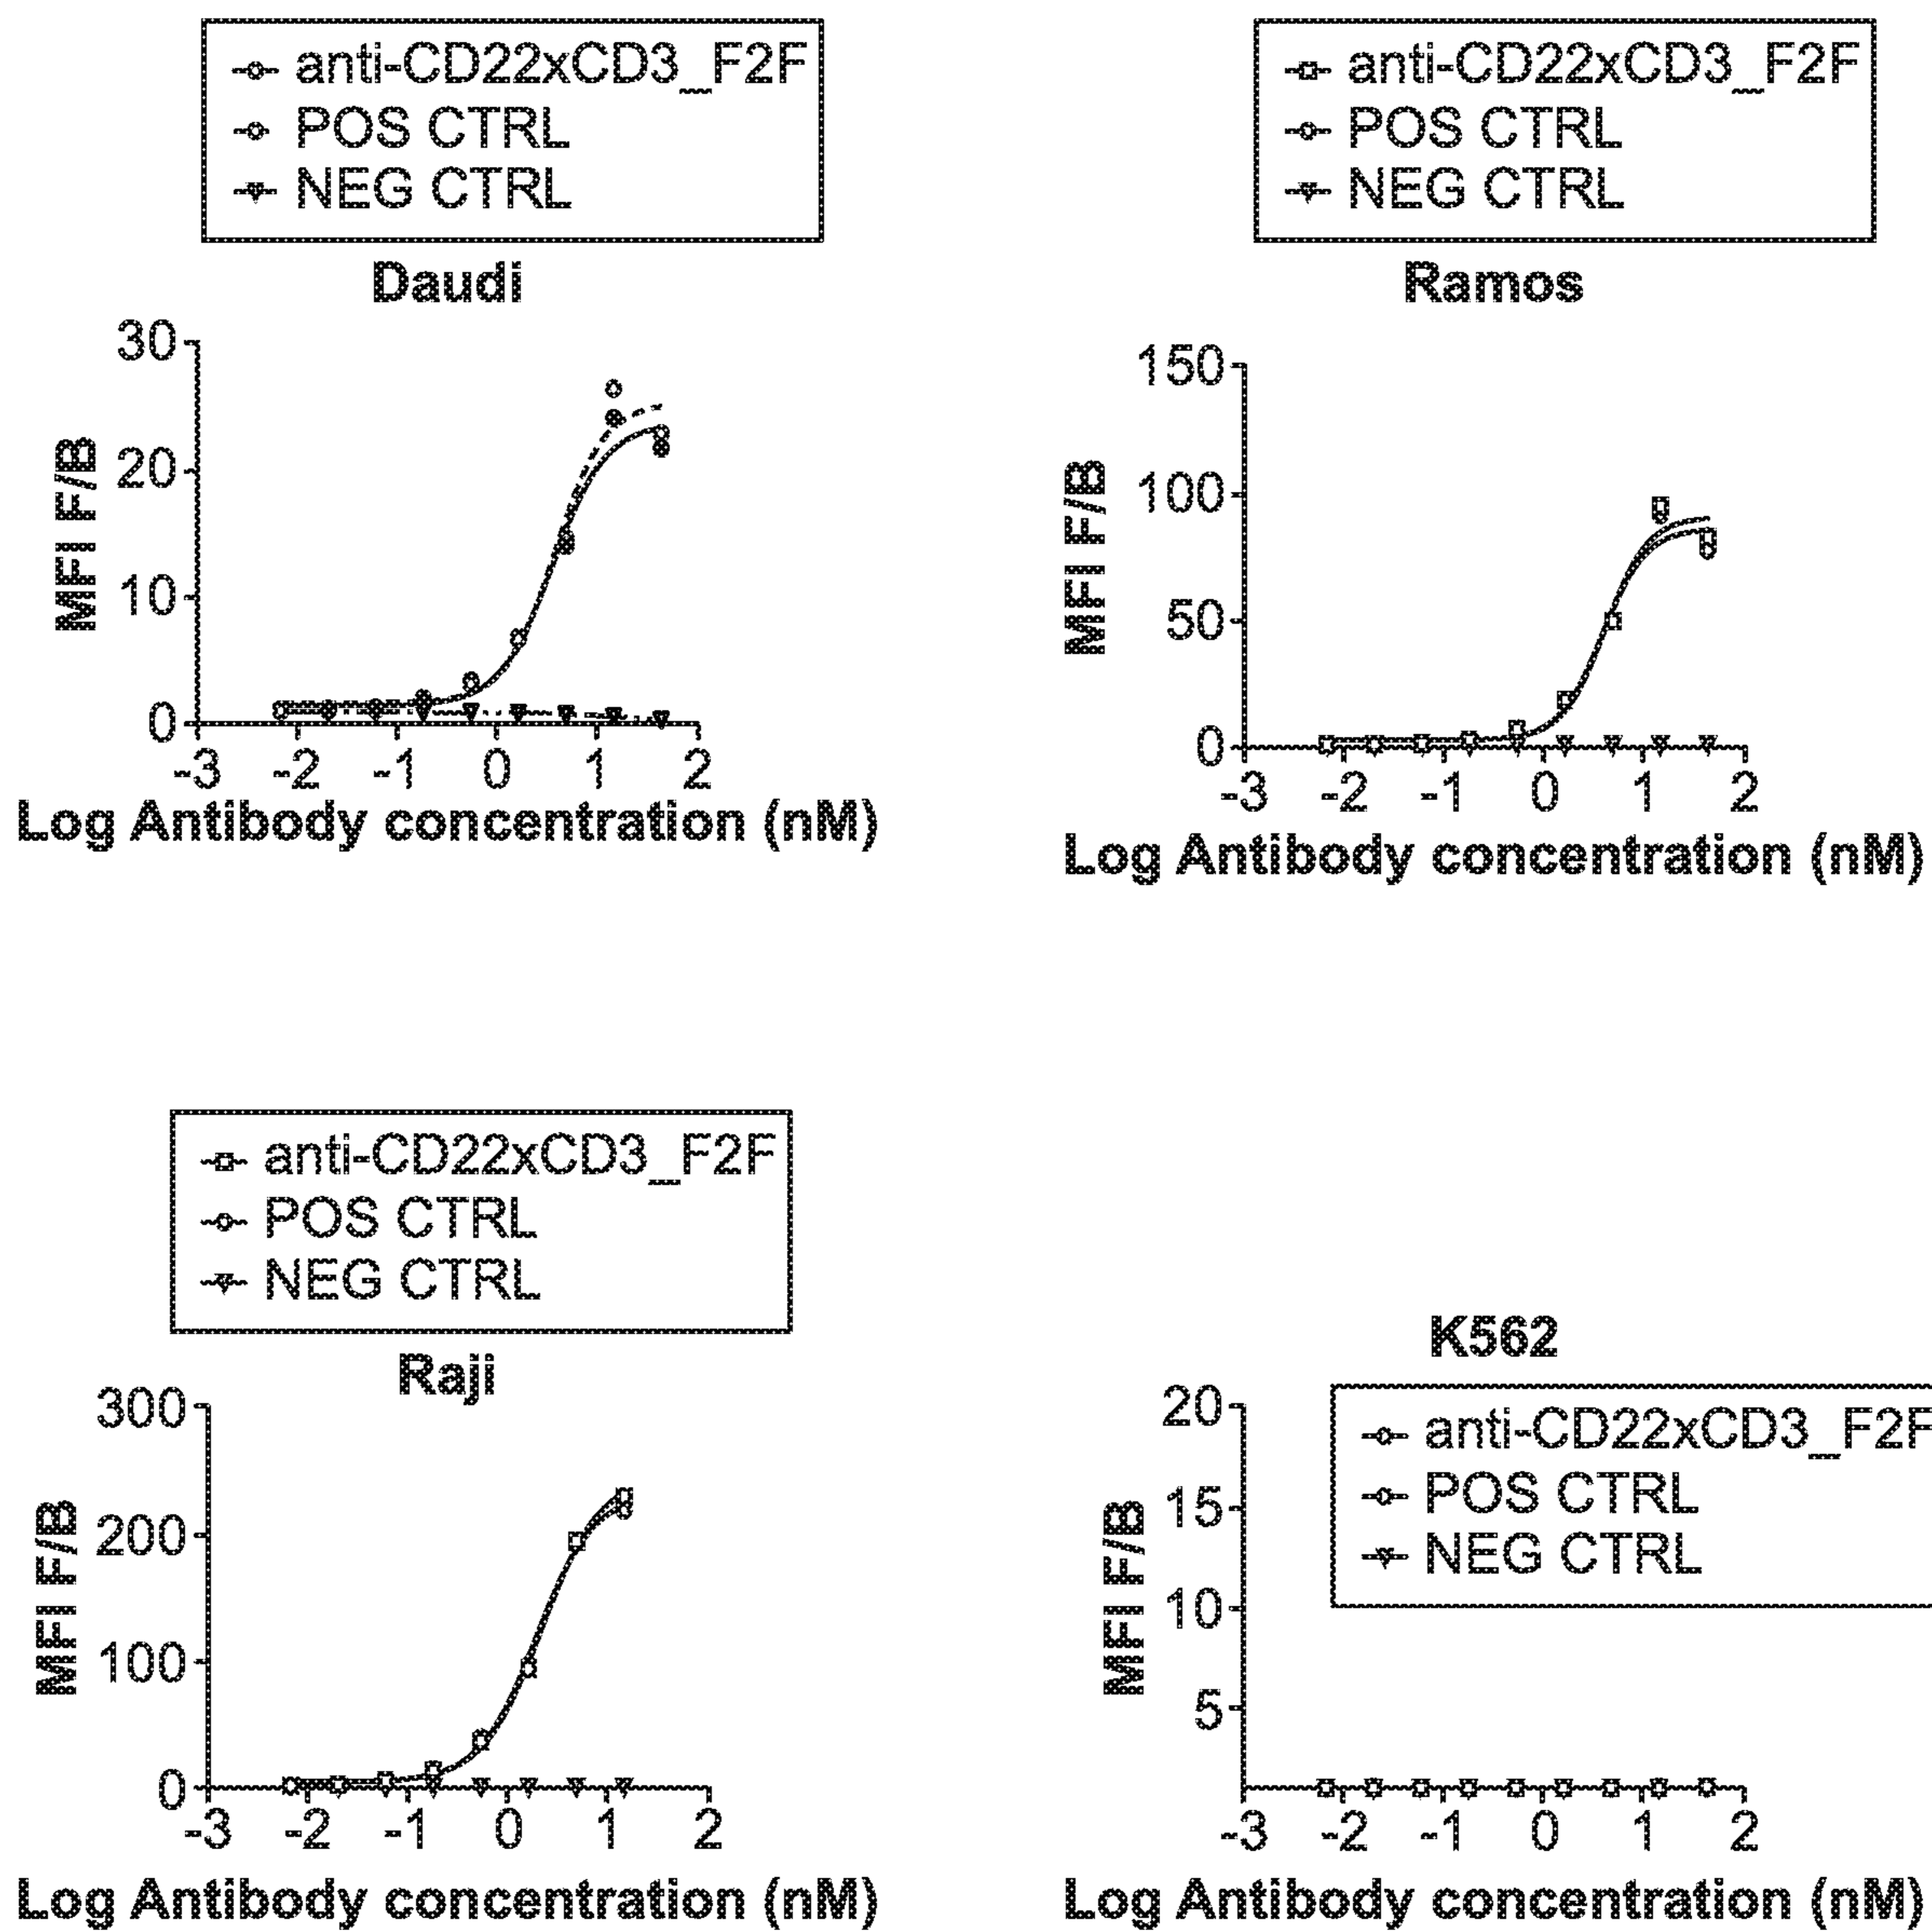 anti-CD22xCD3_F2F
POS CTRL
NEG CTRL
Daudi
30
20
10
0
MFI F/B
-3 -2 -1 0 1 2
Log Antibody concentration (nM)
anti-CD22xCD3_F2F
POS CTRL
NEG CTRL
Ramos
150
100
50
0
MFI F/B
-3 -2 -1 0 1 2
Log Antibody concentration (nM)
anti-CD22xCD3_F2F
POS CTRL
NEG CTRL
Raji
300
200
100
0
MFI F/B
-3 -2 -1 0 1 2
Log Antibody concentration (nM)
K562
anti-CD22xCD3_F2F
POS CTRL
NEG CTRL
20
15
10
5
MFI F/B
-3 -2 -1 0 1 2
Log Antibody concentration (nM)